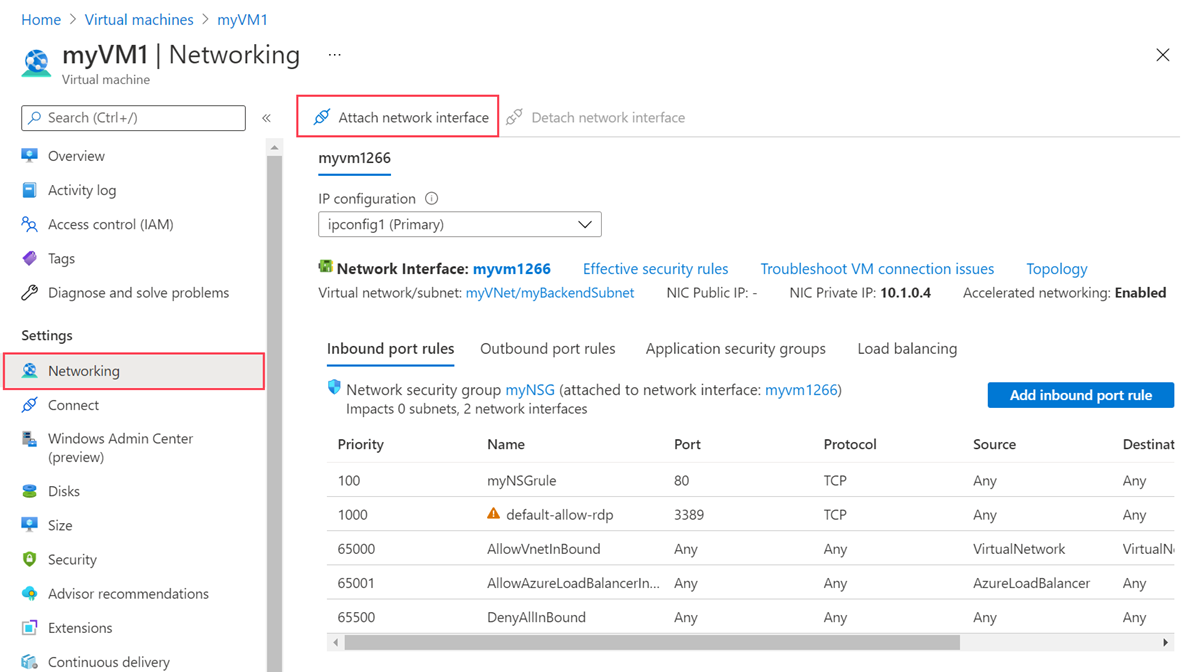 Home > Virtual machines > myVM1
myVM1 | Networking ...
Virtual machine
Search (Ctrl+/)
«
Overview
Activity log
Access control (IAM)
Tags
Diagnose and solve problems
Settings
Networking
Connect
Windows Admin Center
(preview)
Disks
Size
Security
Advisor recommendations
Extensions
Continuous delivery
Attach network interface
Detach network interface
myvm1266
IP configuration
ipconfig1 (Primary)
Network Interface: myvm1266 Effective security rules Troubleshoot VM connection issues Topology
Virtual network/subnet: myVNet/myBackendSubnet NIC Public IP: - NIC Private IP: 10.1.0.4 Accelerated networking: Enabled
Inbound port rules Outbound port rules Application security groups Load balancing
Network security group myNSG (attached to network interface: myvm1266)
Impacts 0 subnets, 2 network interfaces
Add inbound port rule
Priority Name Port Protocol Source Destinat
100 myNSGrule 80 TCP Any Any
1000 default-allow-rdp 3389 TCP Any Any
65000 AllowVnetInBound Any Any VirtualNetwork VirtualN
65001 AllowAzureLoadBalancerIn... Any Any AzureLoadBalancer Any
65500 DenyAllInBound Any Any Any Any